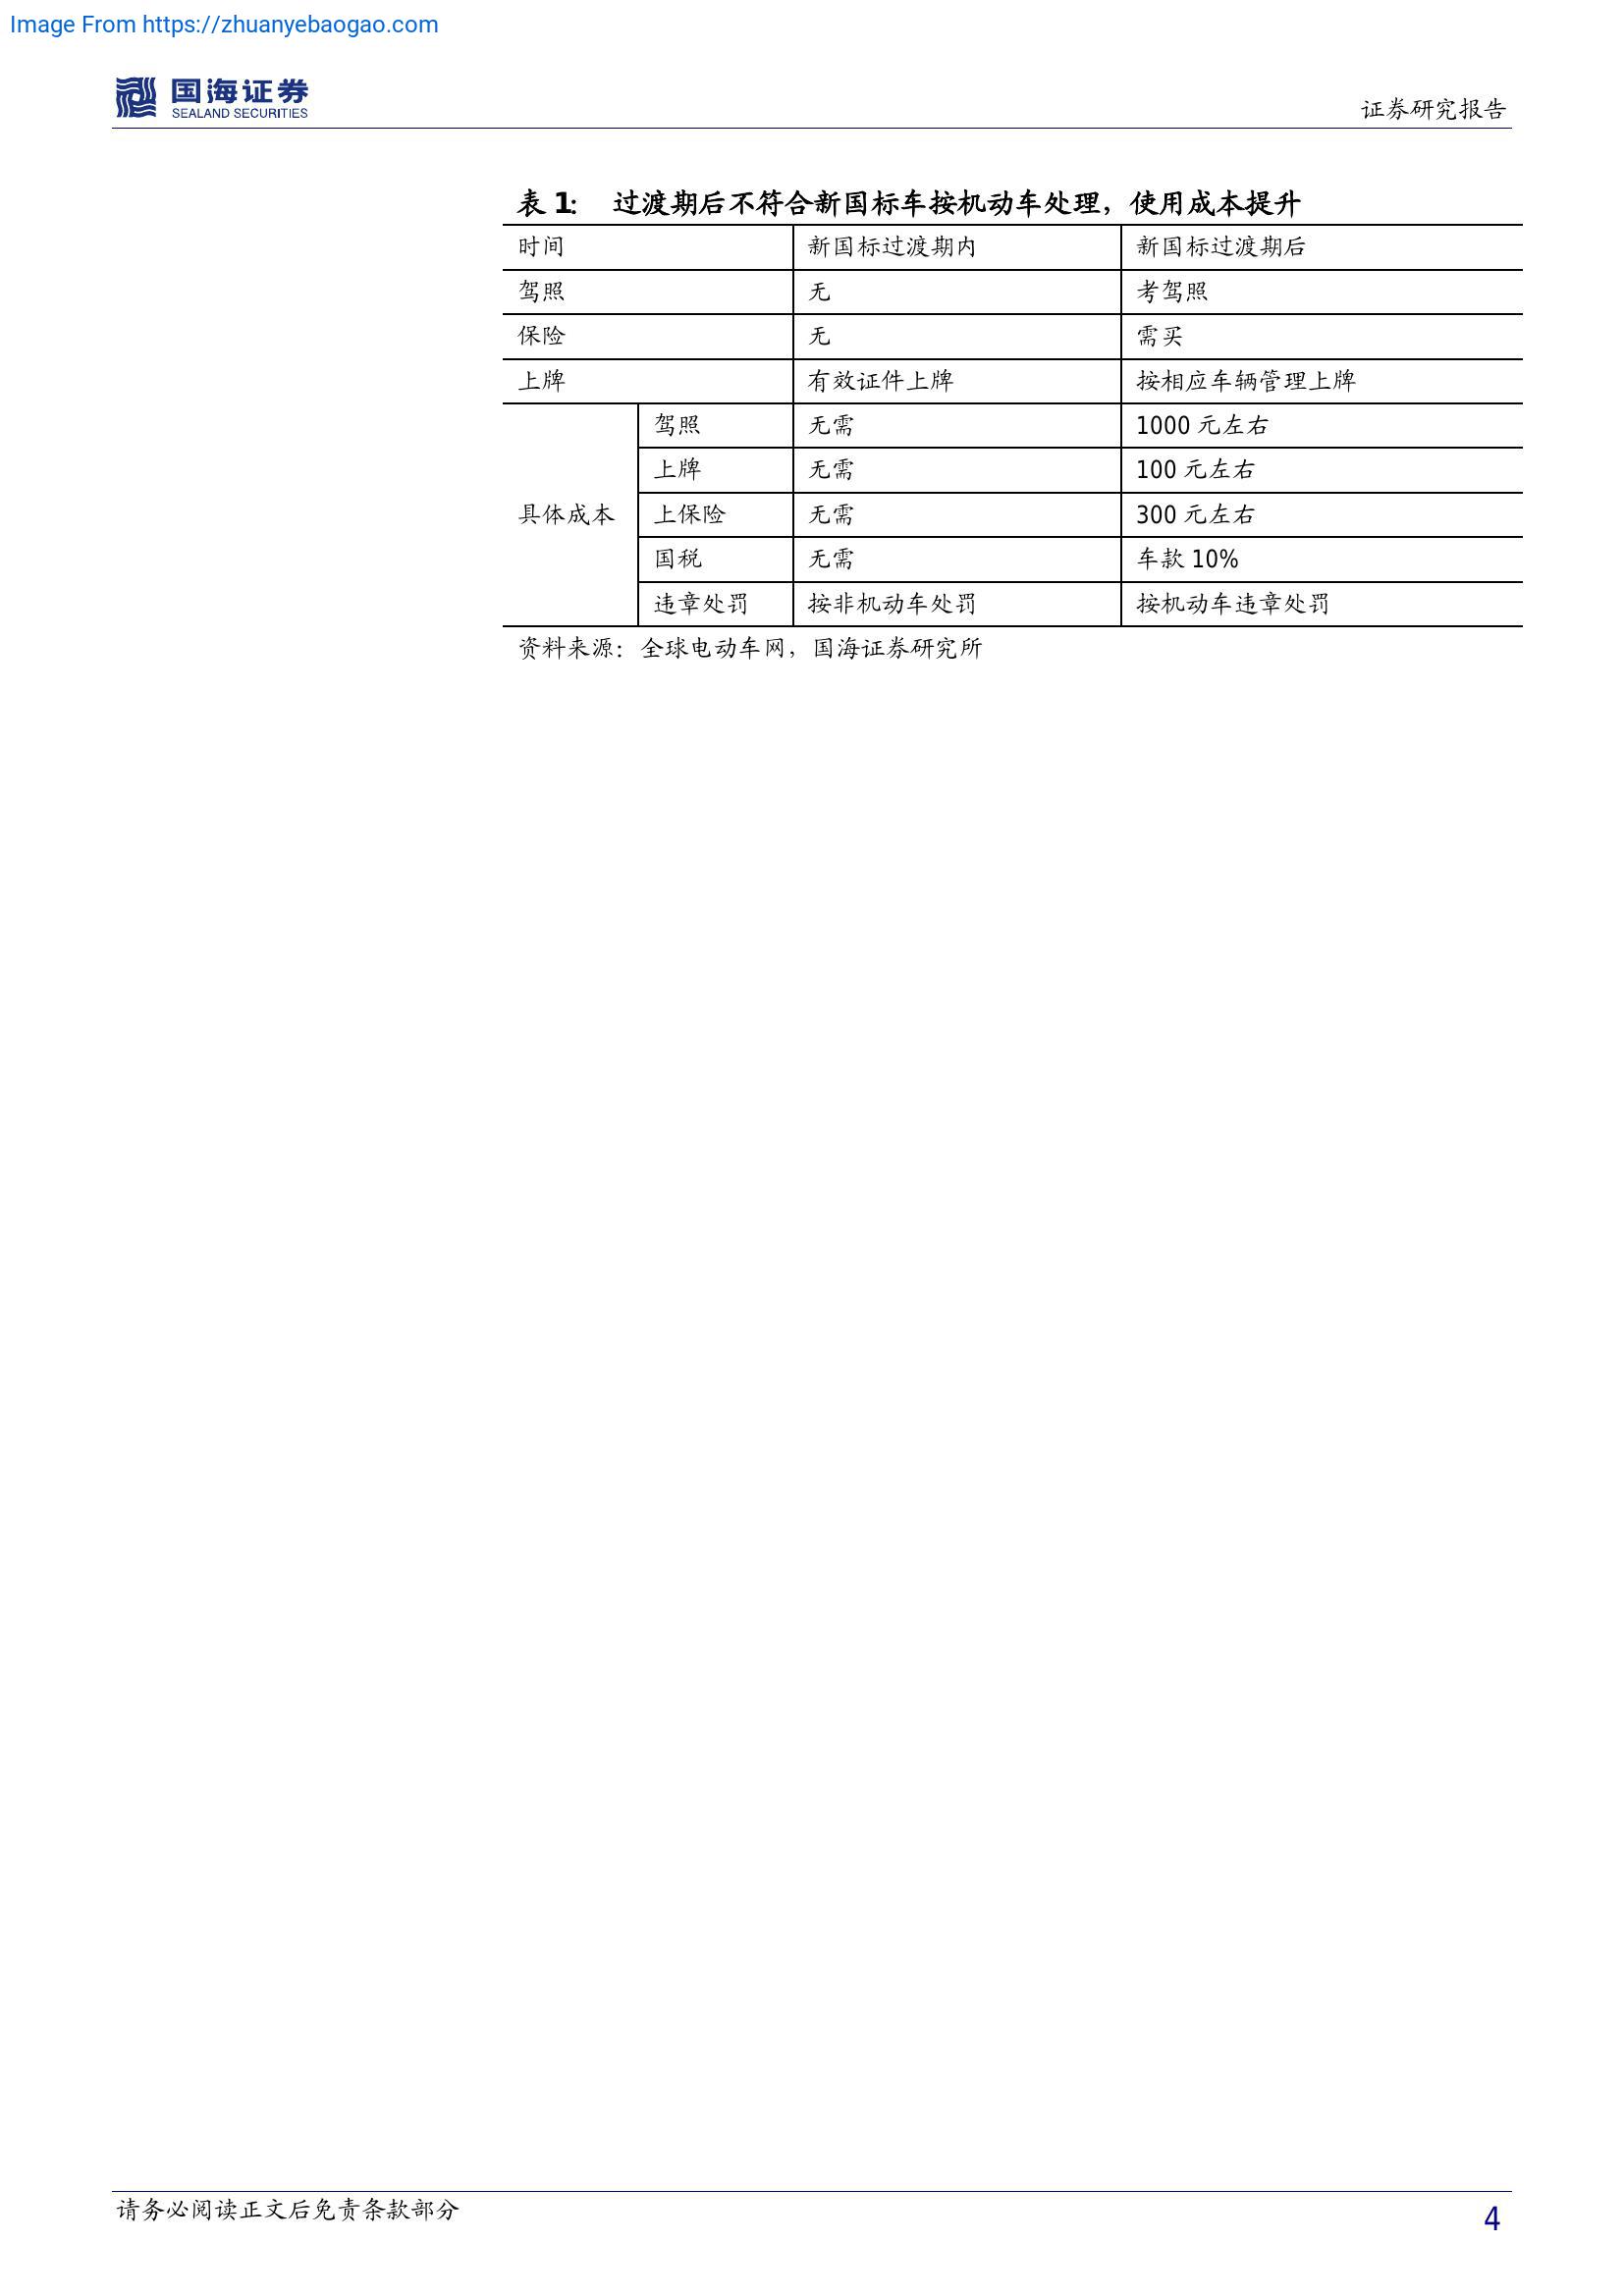 Image From https://zhuanyebaogao.com
国海证券
SEALAND SECURITIES
证券研究报告
表 1: 过渡期后不符合新国标车按机动车处理，使用成本提升
时间 新国标过渡期内 新国标过渡期后
驾照 无 考驾照
保险 无 需买
上牌 有效证件上牌 按相应车辆管理上牌
驾照 无需 1000 元左右
上牌 无需 100 元左右
具体成本 上保险 无需 300 元左右
国税 无需 车款 10%
违章处罚 按非机动车处罚 按机动车违章处罚
资料来源：全球电动车网，国海证券研究所
请务必阅读正文后免责条款部分
4